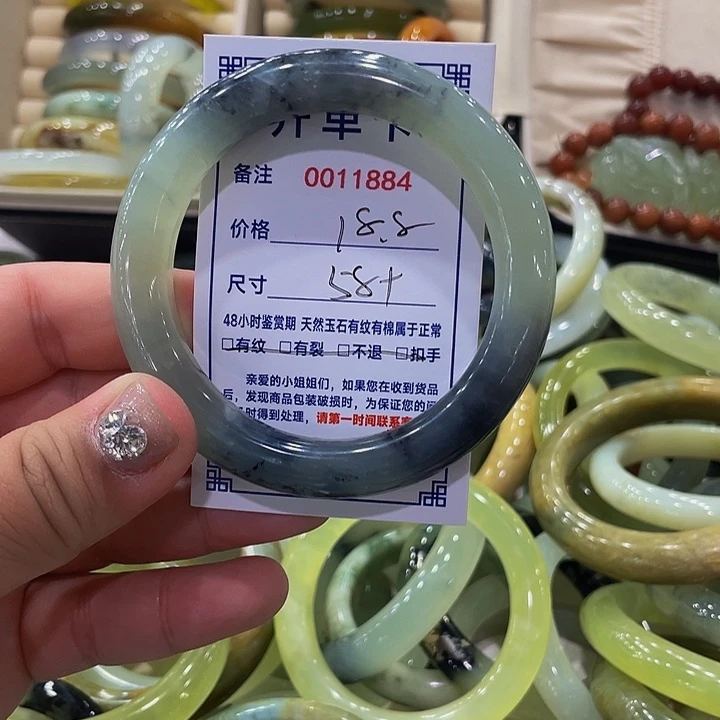 开单卡
备注 0011884
价格 18.8
尺寸 58+
48小时鉴赏期 天然玉石有纹有棉属于正常
□有纹 □有裂 □不退 □扣手
亲爱的小姐姐们，如果您在收到货品
后，发现商品包装破损时，为保证您的问
时得到处理，请第一时间联系客